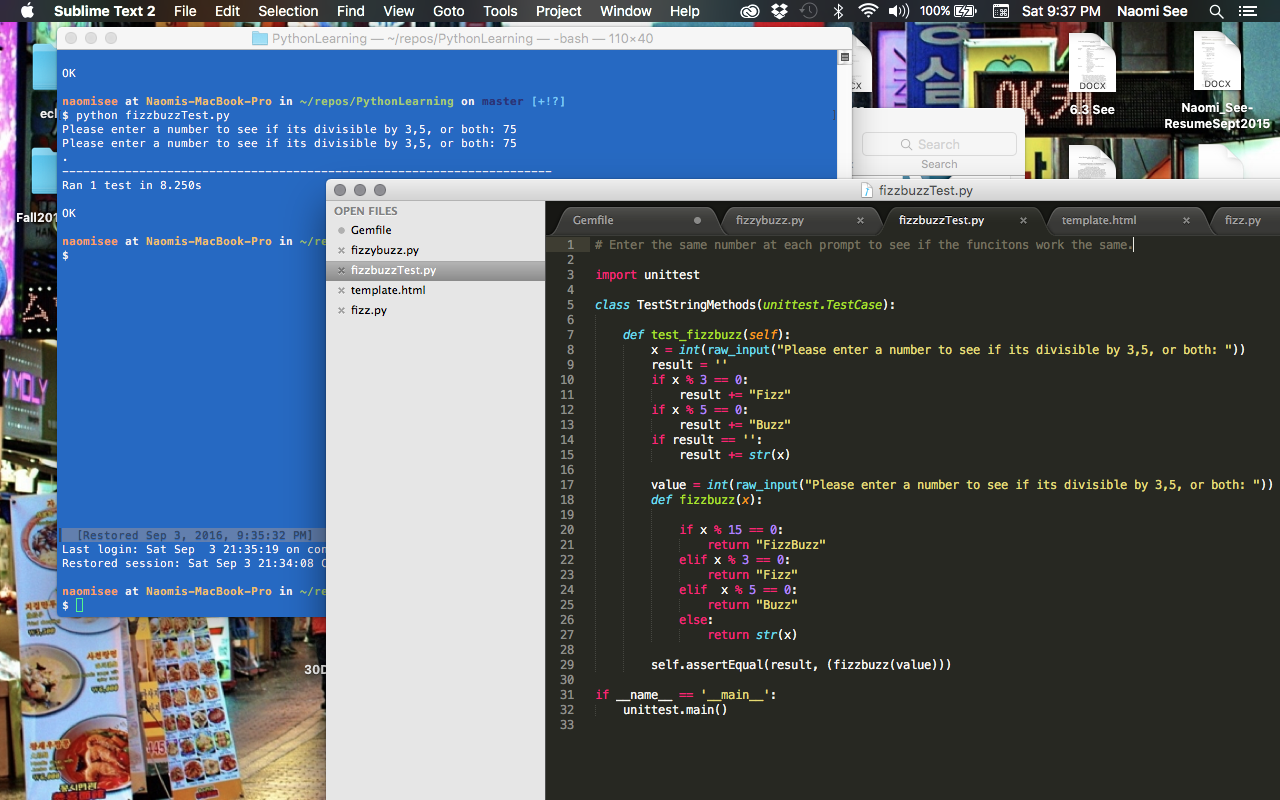 Sublime Text 2 File Edit Selection Find View Goto Tools Project Window Help 100% Sat 9:37 PM Naomi See
PythonLearning — ~/repos/PythonLearning — -bash — 110×40
OK
naomisee at Naomis-MacBook-Pro in ~/repos/PythonLearning on master [+!?]
$ python fizzbuzzTest.py
Please enter a number to see if its divisible by 3,5, or both: 75
Please enter a number to see if its divisible by 3,5, or both: 75
.
----------------------------------------------------------------------
Ran 1 test in 8.250s
OK
naomisee at Naomis-MacBook-Pro in ~/re
$
[Restored Sep 3, 2016, 9:35:32 PM]
Last login: Sat Sep  3 21:35:19 on con
Restored session: Sat Sep 3 21:34:08 C
naomisee at Naomis-MacBook-Pro in ~/re
$
ecl
Fall201
30D
DOCX
6.3 See
DOCX
Naomi_See-
ResumeSept2015
Search
Search
fizzbuzzTest.py
OPEN FILES
Gemfile
fizzybuzz.py
fizzbuzzTest.py
template.html
fizz.py
Gemfile fizzybuzz.py fizzbuzzTest.py template.html fizz.py
1 # Enter the same number at each prompt to see if the funcitons work the same.
2
3 import unittest
4
5 class TestStringMethods(unittest.TestCase):
6
7     def test_fizzbuzz(self):
8         x = int(raw_input("Please enter a number to see if its divisible by 3,5, or both: "))
9         result = ''
10         if x % 3 == 0:
11             result += "Fizz"
12         if x % 5 == 0:
13             result += "Buzz"
14         if result == '':
15             result += str(x)
16
17         value = int(raw_input("Please enter a number to see if its divisible by 3,5, or both: "))
18         def fizzbuzz(x):
19
20             if x % 15 == 0:
21                 return "FizzBuzz"
22             elif x % 3 == 0:
23                 return "Fizz"
24             elif  x % 5 == 0:
25                 return "Buzz"
26             else:
27                 return str(x)
28
29         self.assertEqual(result, (fizzbuzz(value)))
30
31 if __name__ == '__main__':
32     unittest.main()
33